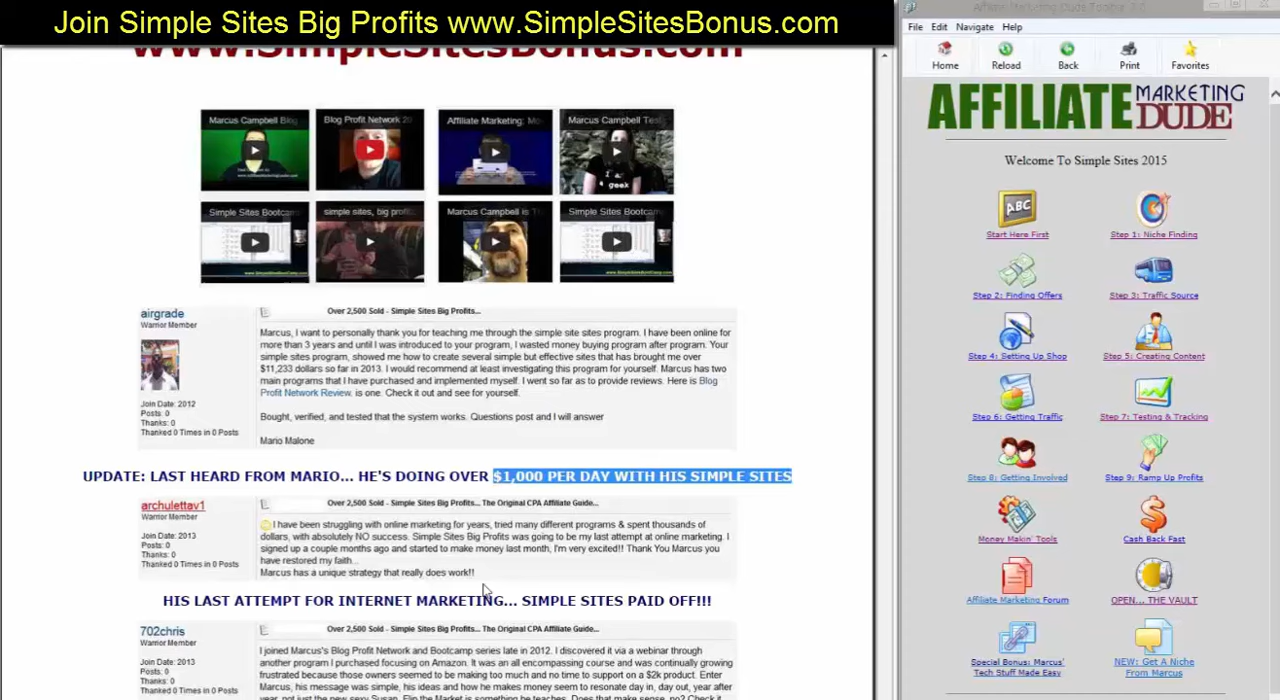 Join Simple Sites Big Profits www.SimpleSitesBonus.com
www.SimpleSitesBonus.com
Marcus Campbell Blog
Blog Profit Network 20
Affiliate Marketing: Mo
Marcus Campbell Tes
I am
4 geek
Simple Sites Bootcam
simple sites, big profi
Marcus Campbell is T
Simple Sites Bootcam
airgrade
Warrior Member
Join Date: 2012
Posts: 0
Thanks: 0
Thanked 0 Times in 0 Posts
Over 2,500 Sold - Simple Sites Big Profits...
Marcus, I want to personally thank you for teaching me through the simple site sites program. I have been online for
more than 3 years and until I was introduced to your program, I wasted money buying program after program. Your
simple sites program, showed me how to create several simple but effective sites that has brought me over
$11,233 dollars so far in 2013. I would recommend at least investigating this program for yourself. Marcus has two
main programs that I have purchased and implemented myself. I went so far as to provide reviews. Here is Blog
Profit Network Review. is one. Check it out and see for yourself.
Bought, verified, and tested that the system works. Questions post and I will answer
Mario Malone
UPDATE: LAST HEARD FROM MARIO... HE'S DOING OVER $1,000 PER DAY WITH HIS SIMPLE SITES
archulettav1
Warrior Member
Join Date: 2013
Posts: 0
Thanks: 0
Thanked 0 Times in 0 Posts
Over 2,500 Sold - Simple Sites Big Profits... The Original CPA Affiliate Guide...
I have been struggling with online marketing for years, tried many different programs & spent thousands of
dollars, with absolutely NO success. Simple Sites Big Profits was going to be my last attempt at online marketing. I
signed up a couple months ago and started to make money last month, I'm very excited!! Thank You Marcus you
have restored my faith...
Marcus has a unique strategy that really does work!!
HIS LAST ATTEMPT FOR INTERNET MARKETING... SIMPLE SITES PAID OFF!!!
702chris
Warrior Member
Join Date: 2013
Posts: 0
Thanks: 0
Thanked 0 Times in 0 Posts
Over 2,500 Sold - Simple Sites Big Profits... The Original CPA Affiliate Guide...
I joined Marcus's Blog Profit Network and Bootcamp series late in 2012. I discovered it via a webinar through
another program I purchased focusing on Amazon. It was an all encompassing course and was continually growing
frustrated because those owners seemed to be making too much and no time to support on a $2k product. Enter
Marcus, his message was simple, his ideas and how he makes money seem to resonate day in, day out, year after
Affiliate Marketing Dude Toolbar
File Edit Navigate Help
Home Reload Back Print Favorites
AFFILIATE MARKETING DUDE
Welcome To Simple Sites 2015
ABC
Start Here First
Step 1: Niche Finding
Step 2: Finding Offers
Step 3: Traffic Source
Step 4: Setting Up Shop
Step 5: Creating Content
Step 6: Getting Traffic
Step 7: Testing & Tracking
Step 8: Getting Involved
Step 9: Ramp Up Profits
Money Makin' Tools
Cash Back Fast
Affiliate Marketing Forum
OPEN... THE VAULT
Special Bonus: Marcus'
Tech Stuff Made Easy
NEW: Get A Niche
From Marcus